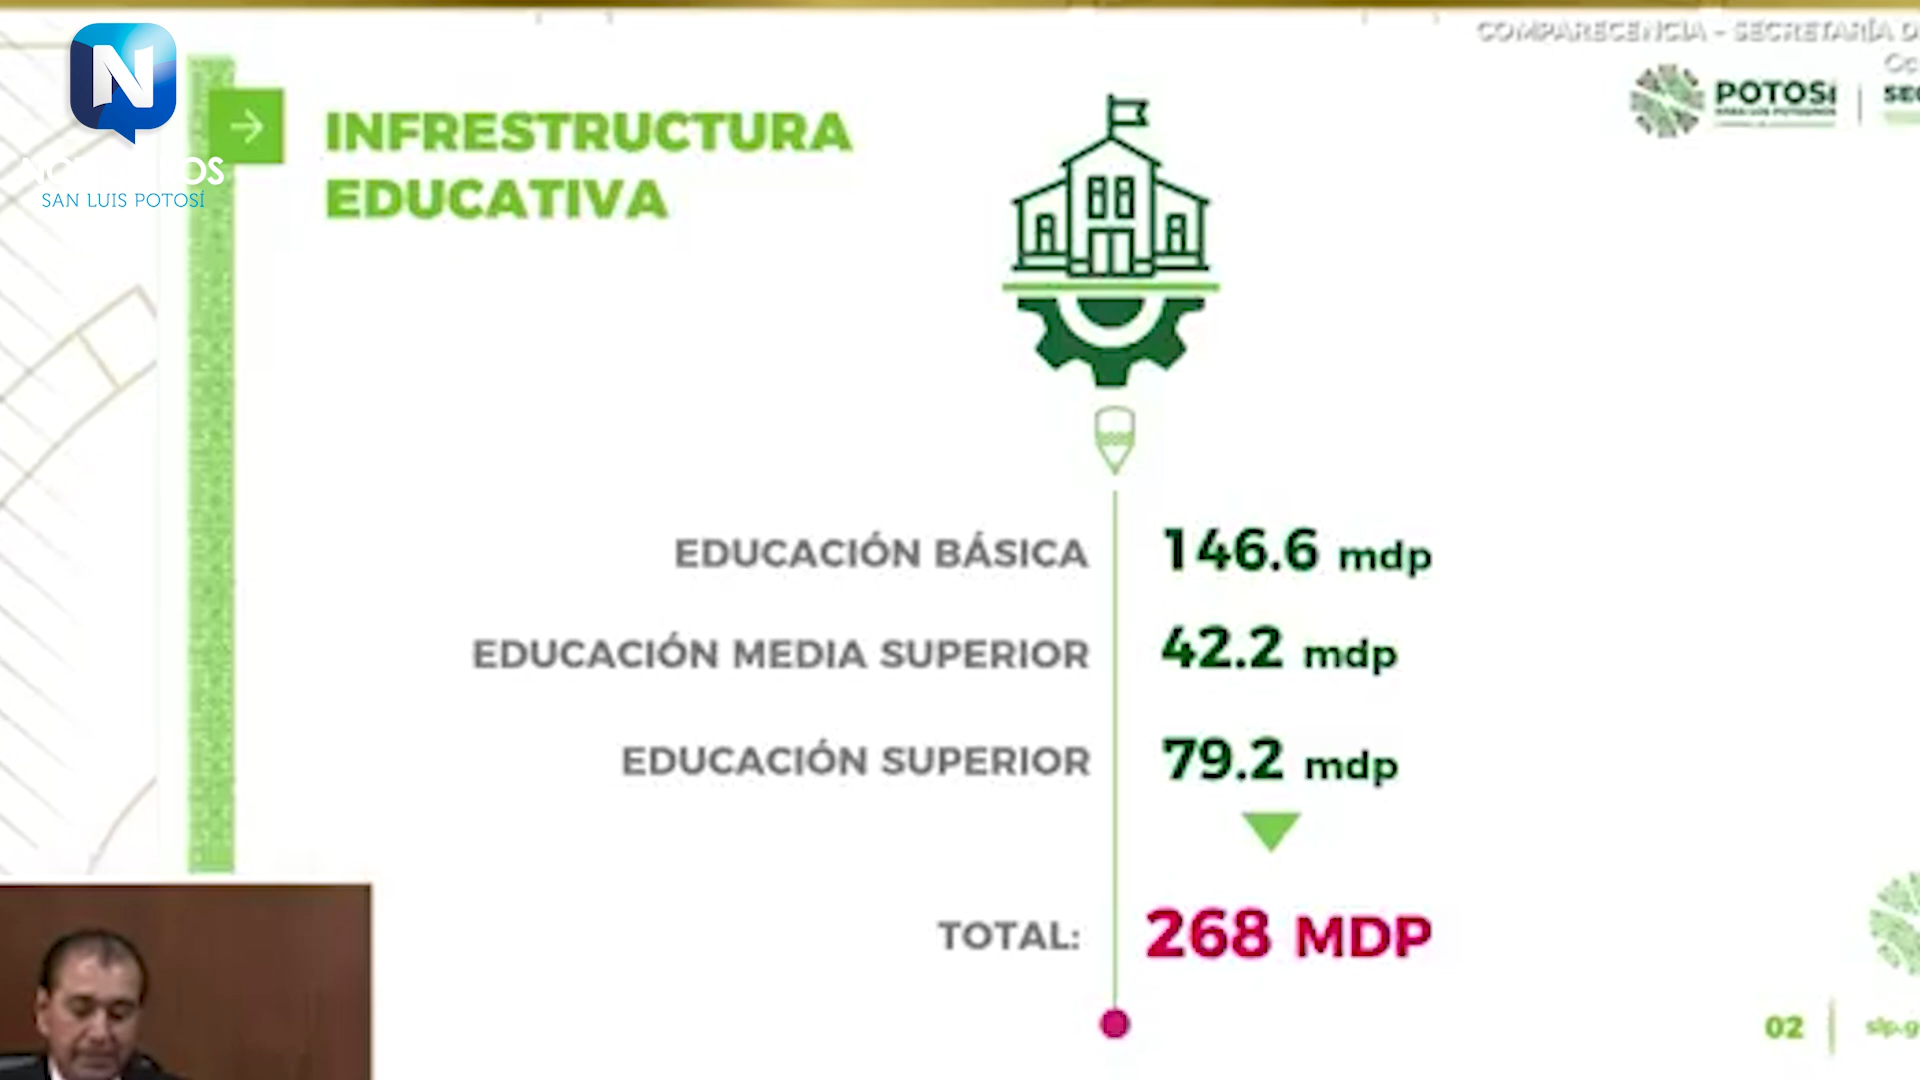 COMPARECENCIA - SECRETARÍA D
N
SAN LUIS POTOSÍ
POTOSÍ
INFRESTRUCTURA
EDUCATIVA
EDUCACIÓN BÁSICA 146.6 mdp
EDUCACIÓN MEDIA SUPERIOR 42.2 mdp
EDUCACIÓN SUPERIOR 79.2 mdp
TOTAL: 268 MDP
02
slp.g